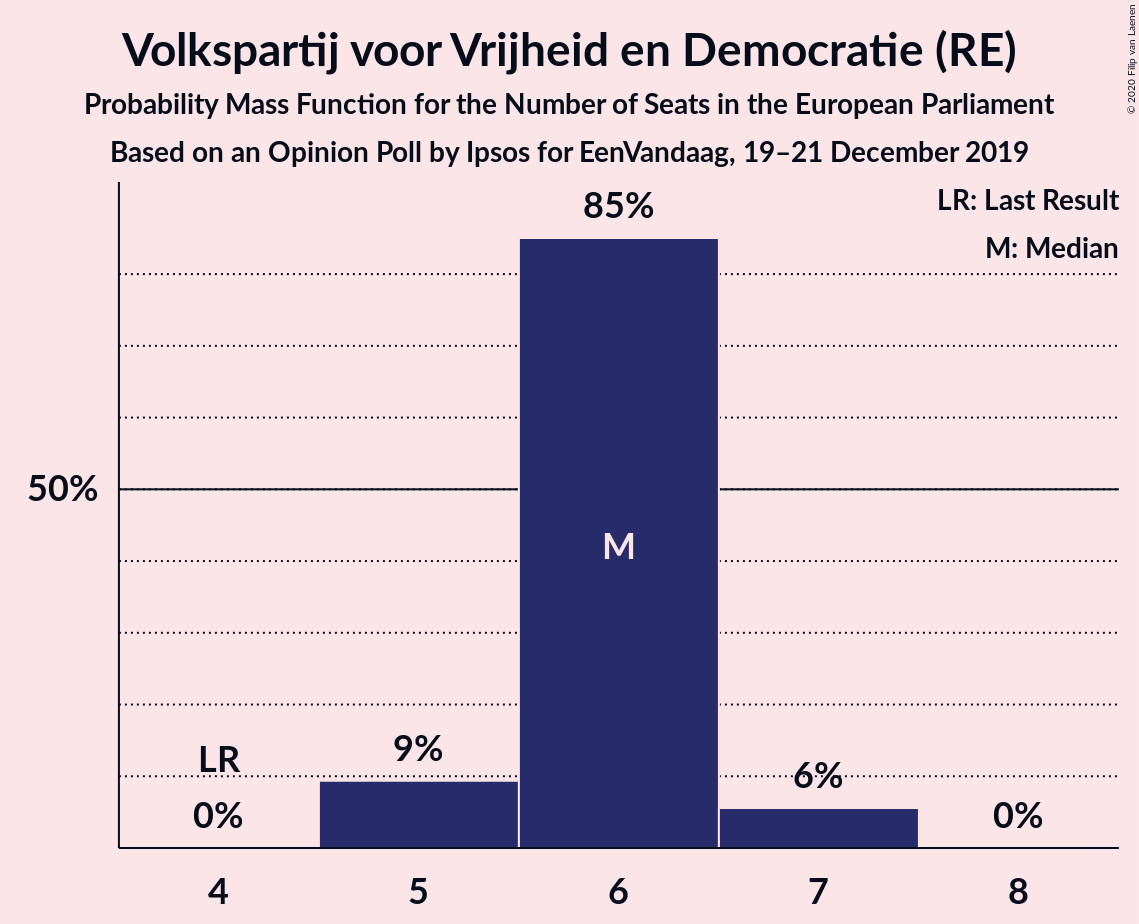 Volkspartij voor Vrijheid en Democratie (RE)
Probability Mass Function for the Number of Seats in the European Parliament
Based on an Opinion Poll by Ipsos for EenVandaag, 19–21 December 2019
© 2020 Filip van Laenen
LR: Last Result
M: Median
85%
50%
M
LR
0%
9%
6%
0%
4
5
6
7
8